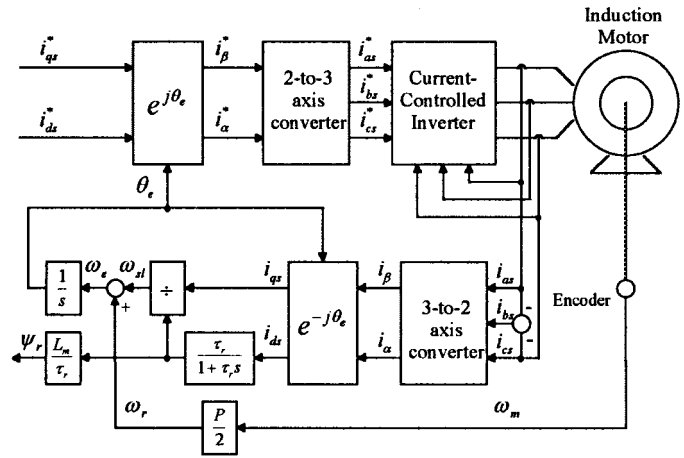 Induction
Motor
i*qs
i*β
i*as
2-to-3
axis
converter
Current-
Controlled
Inverter
e^jθe
i*bs
i*ds
i*α
i*cs
θe
1/s
ωe
ωsl
÷
iqs
e^-jθe
iβ
3-to-2
axis
converter
ias
ibs
ics
-
-
+
Encoder
ψr
Lm/τr
τr/1+τrs
ids
iα
ωr
P/2
ωm